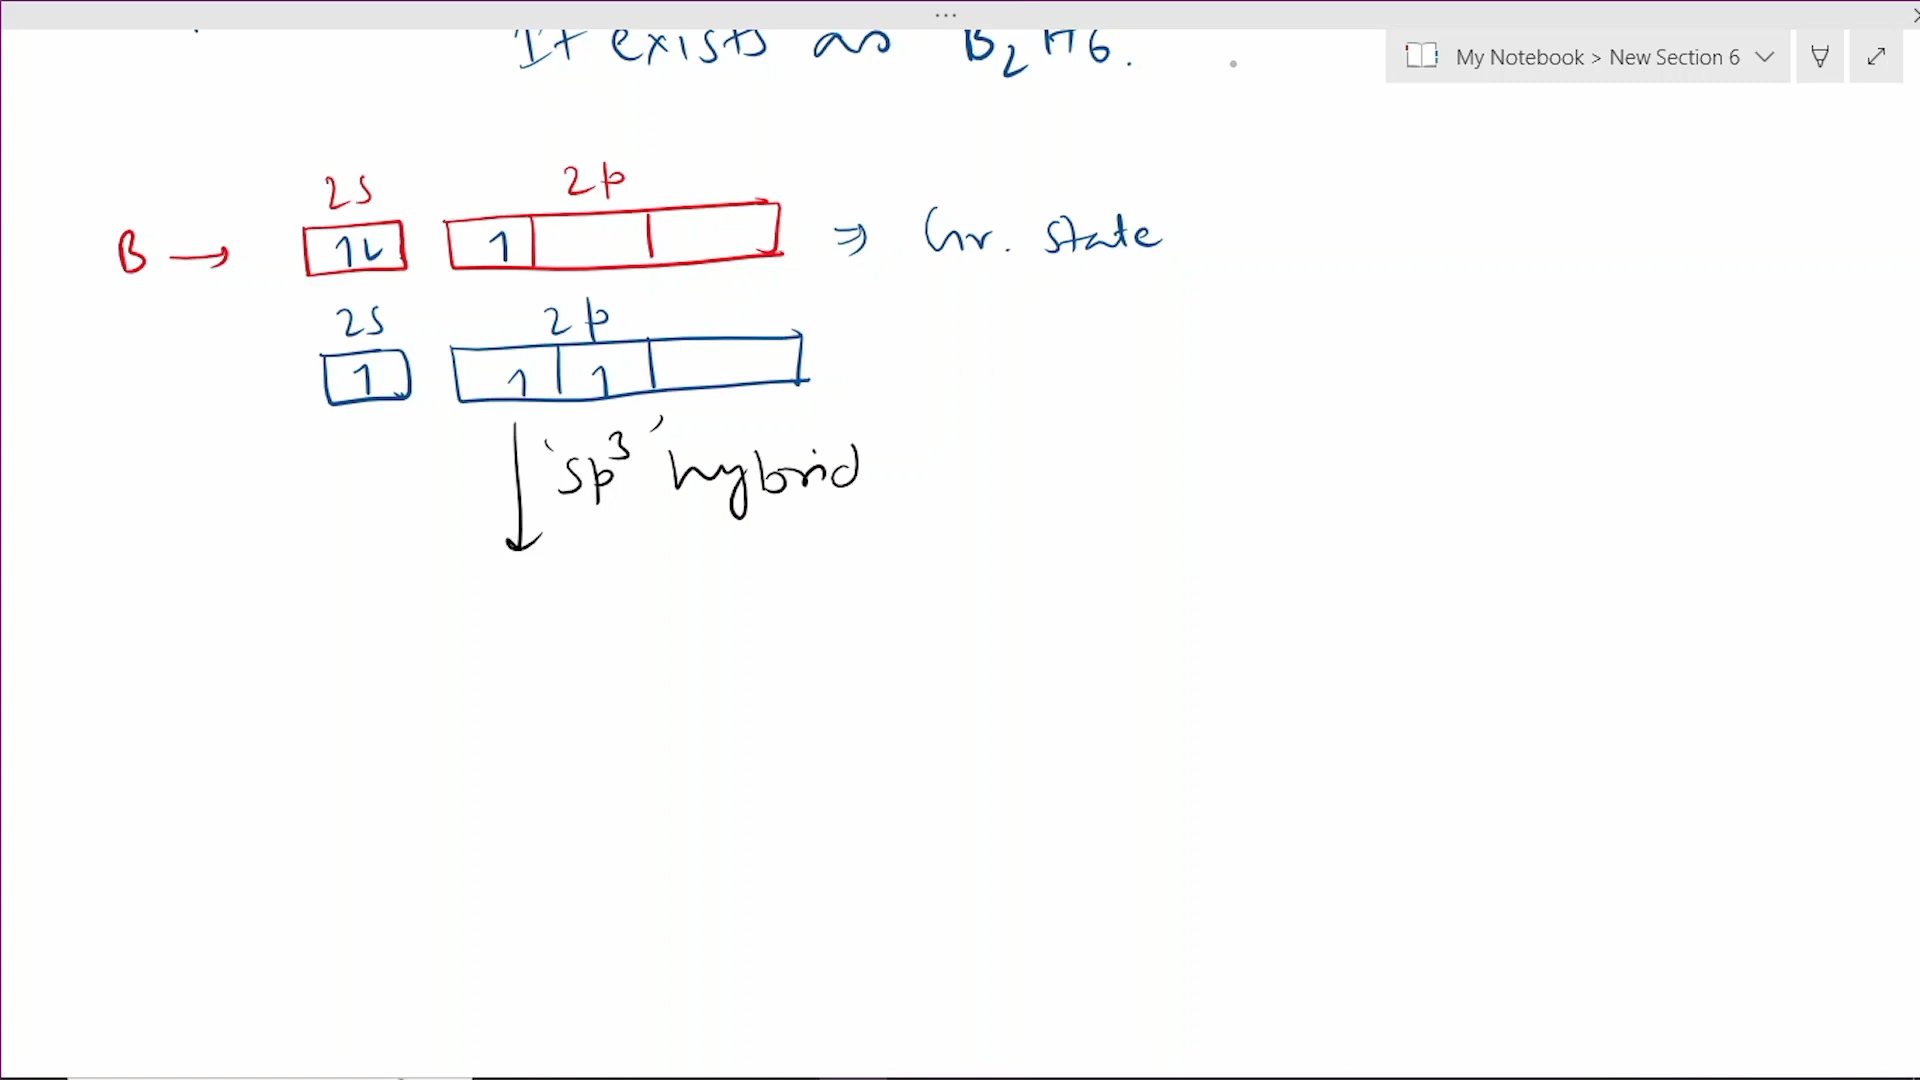 It exists as B2H6.
My Notebook > New Section 6
2s 2p
B → 1L 1 ⇒ Gr. state
2s 2p
1 1 1
'sp³' hybrid